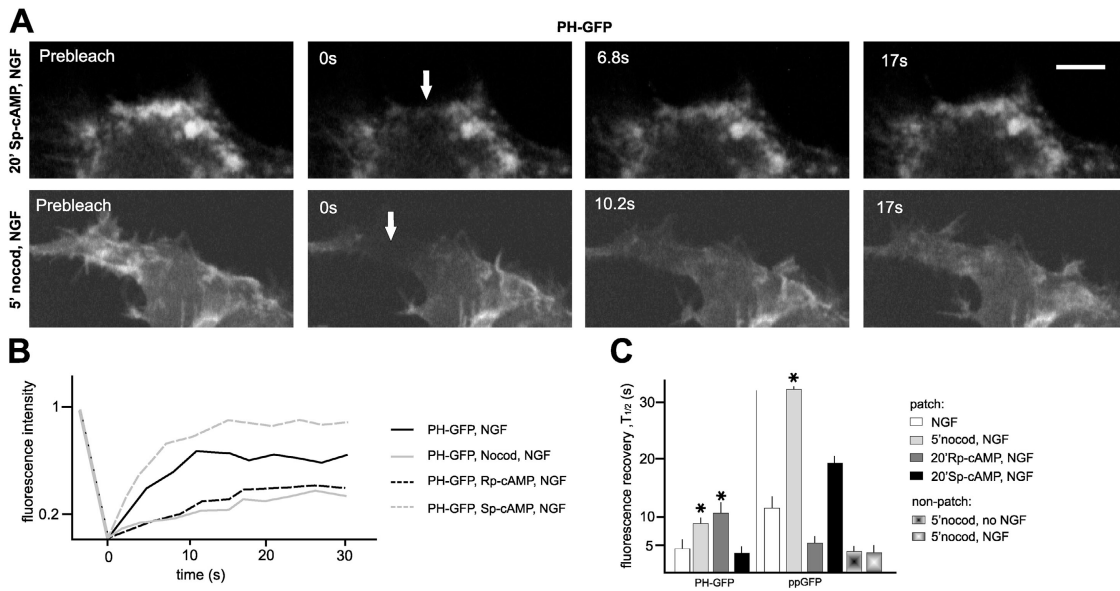 A
PH-GFP
20’ Sp-cAMP, NGF
Prebleach
0s
6.8s
17s
5’ nocod, NGF
Prebleach
0s
10.2s
17s
B
fluorescence intensity
1
0.2
0
10
20
30
time (s)
PH-GFP, NGF
PH-GFP, Nocod, NGF
PH-GFP, Rp-cAMP, NGF
PH-GFP, Sp-cAMP, NGF
C
fluorescence recovery ,T1/2 (s)
30
20
10
5
*
*
*
PH-GFP
ppGFP
patch:
NGF
5’nocod, NGF
20’Rp-cAMP, NGF
20’Sp-cAMP, NGF
non-patch:
5’nocod, no NGF
5’nocod, NGF